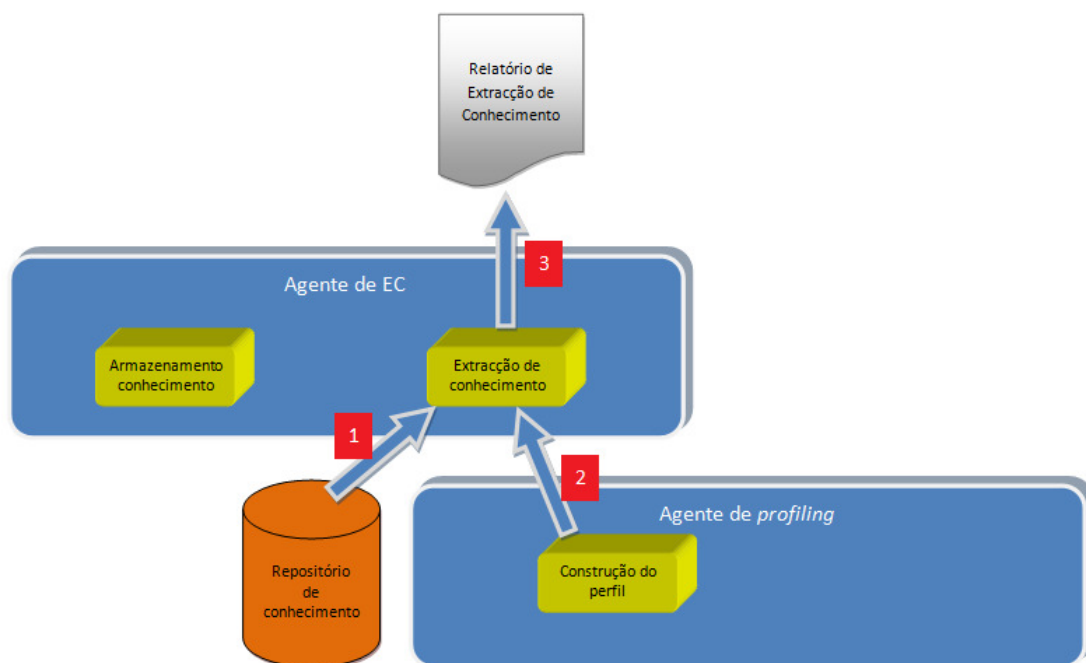 Relatório de
Extracção de
Conhecimento
3
Agente de EC
Armazenamento
conhecimento
Extracção de
conhecimento
1
2
Agente de profiling
Repositório
de
conhecimento
Construção do
perfil